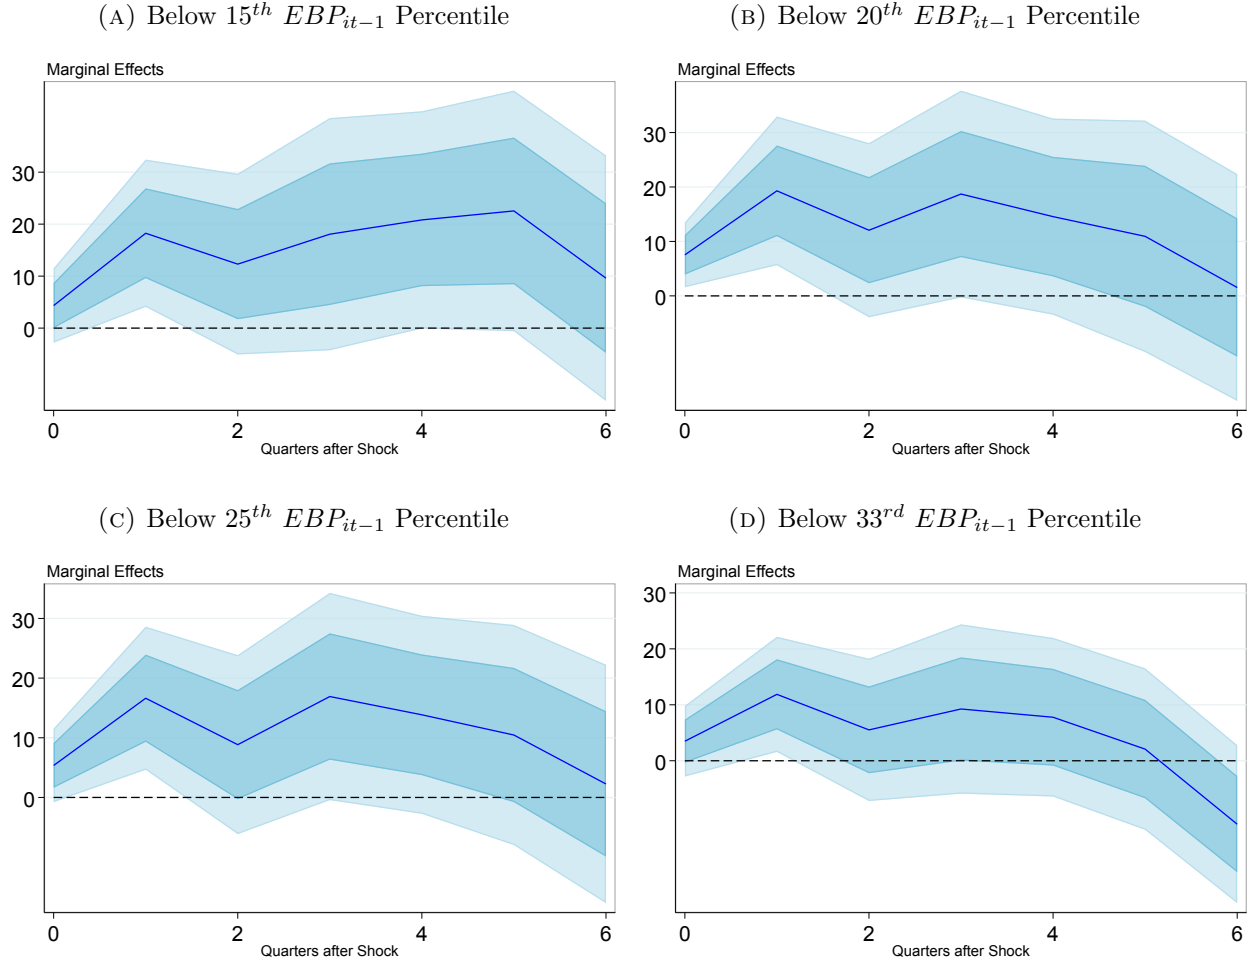 (A) Below 15th EBPit−1 Percentile
Marginal Effects
30
20
10
0
0 2 4 6
Quarters after Shock
(B) Below 20th EBPit−1 Percentile
Marginal Effects
30
20
10
0
0 2 4 6
Quarters after Shock
(C) Below 25th EBPit−1 Percentile
Marginal Effects
30
20
10
0
0 2 4 6
Quarters after Shock
(D) Below 33rd EBPit−1 Percentile
Marginal Effects
30
20
10
0
0 2 4 6
Quarters after Shock